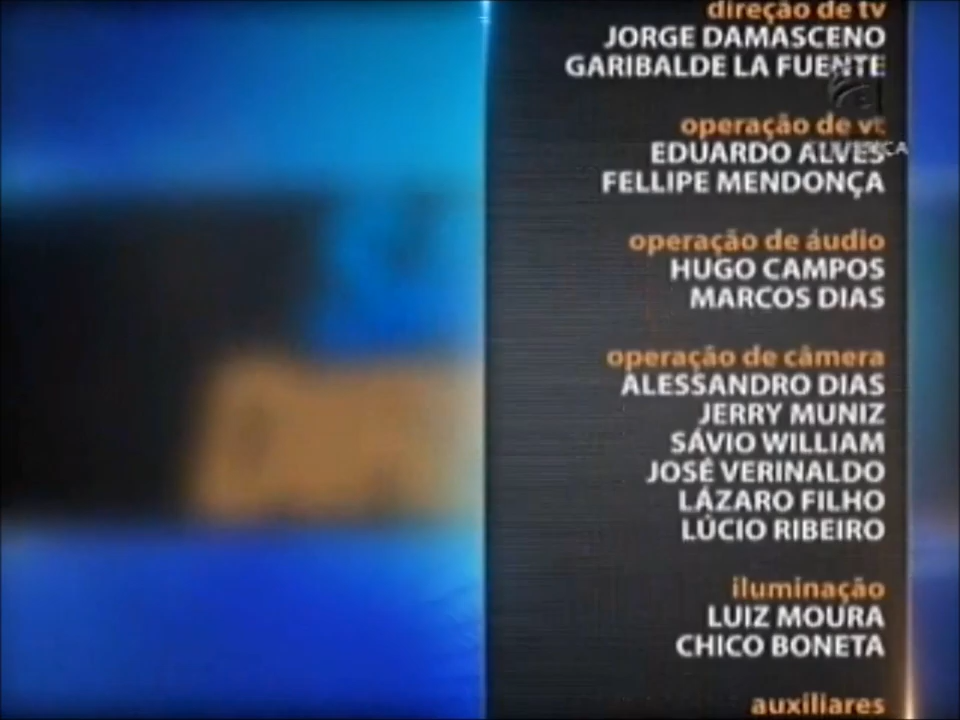 direção de tv
JORGE DAMASCENO
GARIBALDE LA FUENTE
operação de vt
EDUARDO ALVES
FELLIPE MENDONÇA
operação de áudio
HUGO CAMPOS
MARCOS DIAS
operação de câmera
ALESSANDRO DIAS
JERRY MUNIZ
SÁVIO WILLIAM
JOSÉ VERINALDO
LÁZARO FILHO
LÚCIO RIBEIRO
iluminação
LUIZ MOURA
CHICO BONETA
auxiliares